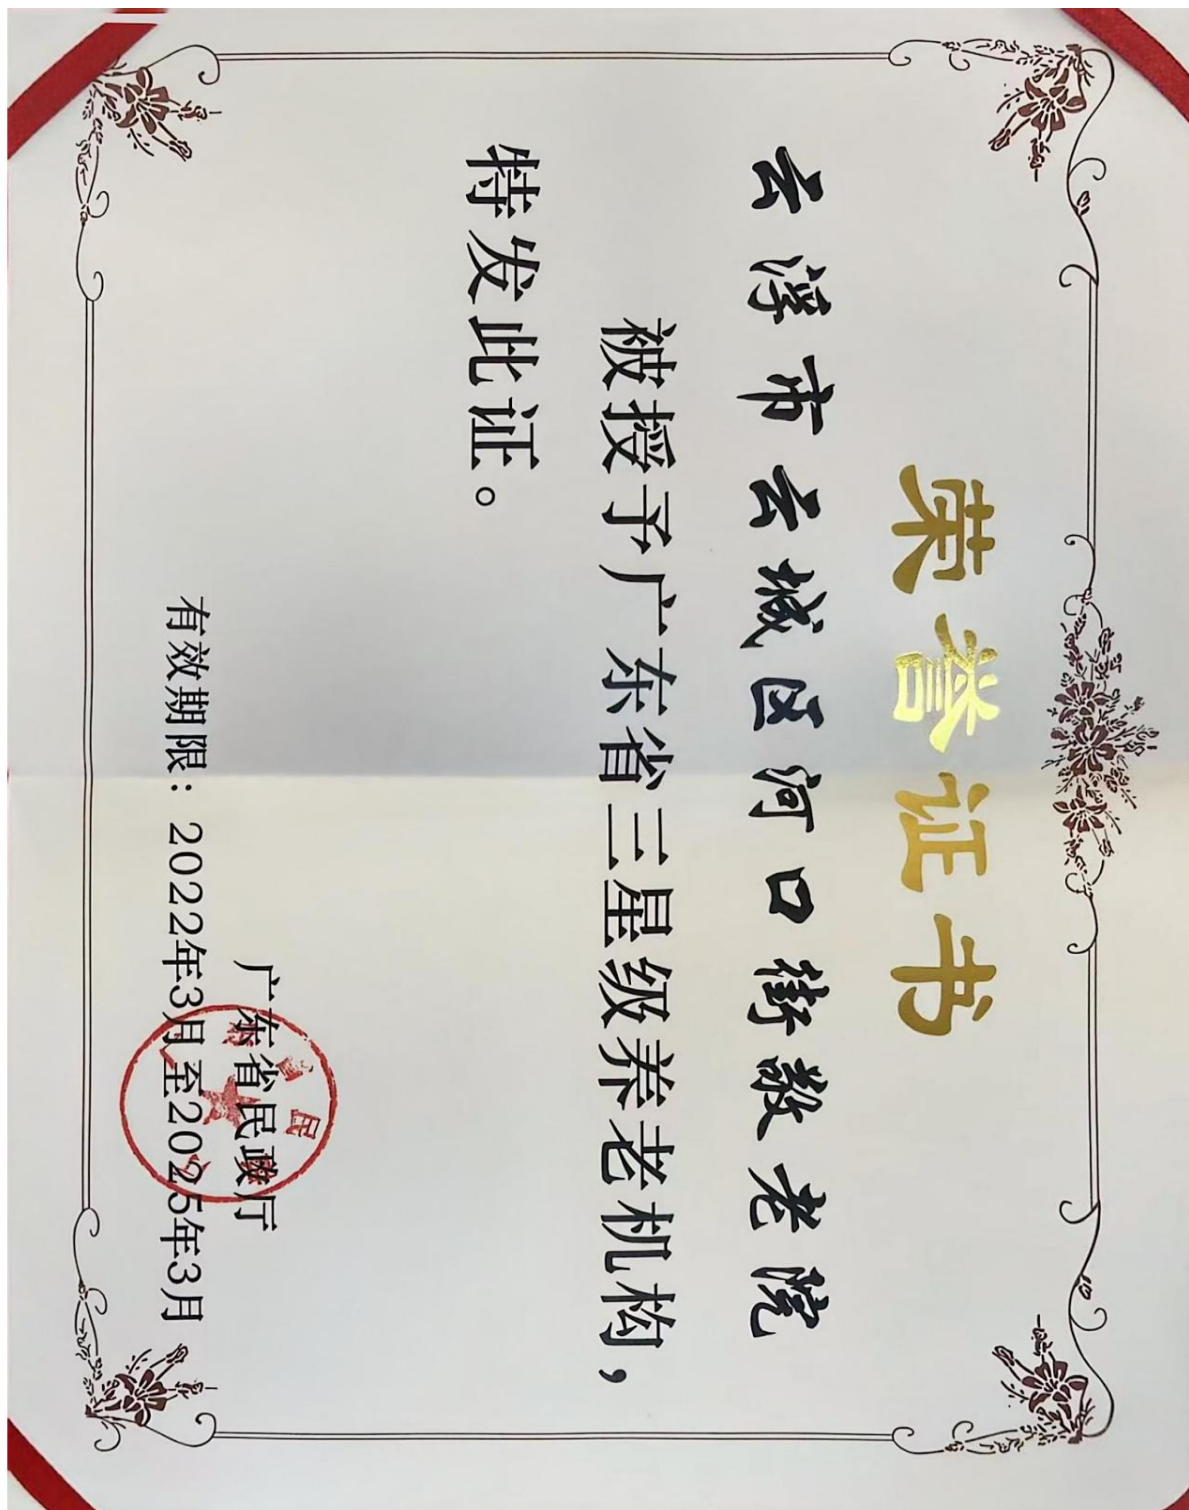 荣誉证书
云浮市云城区河口街敬老院
被授予广东省三星级养老机构，
特发此证。
广东省民政厅
有效期限：2022年3月至2025年3月